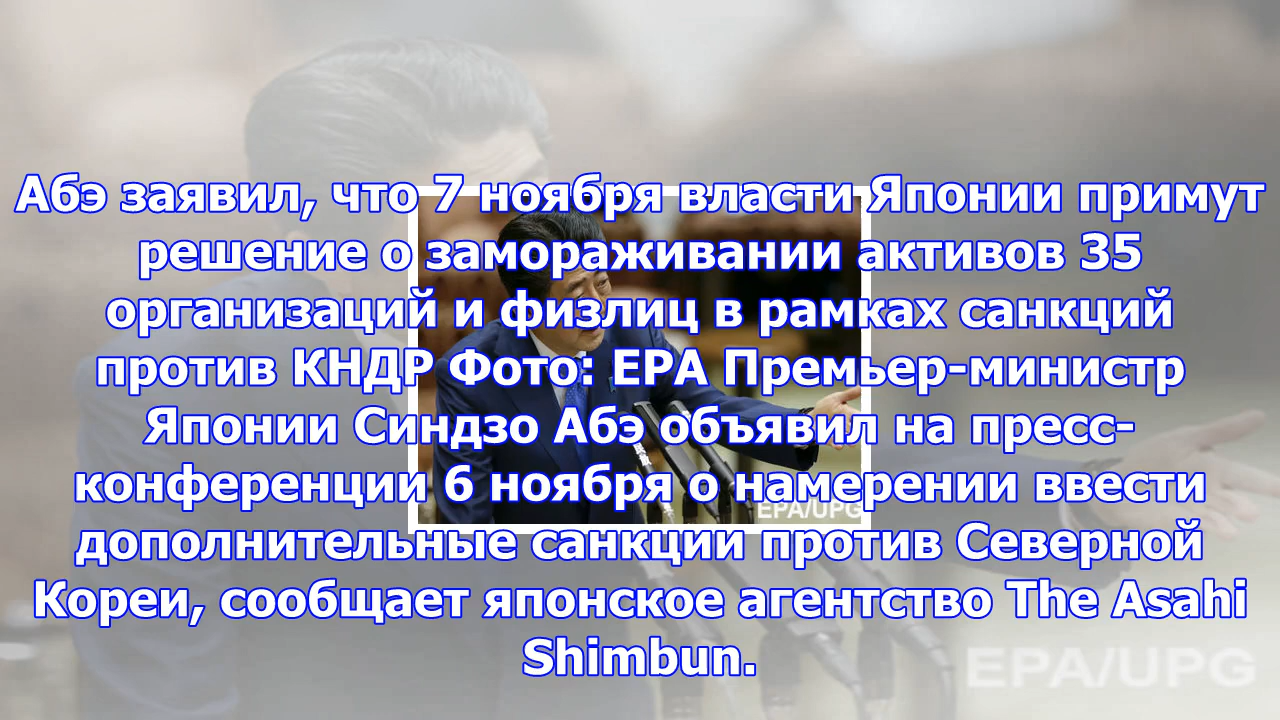 Абэ заявил, что 7 ноября власти Японии примут
решение о замораживании активов 35
организаций и физлиц в рамках санкций
против КНДР Фото: EPA Премьер-министр
Японии Синдзо Абэ объявил на пресс-
конференции 6 ноября о намерении ввести
дополнительные санкции против Северной
Кореи, сообщает японское агентство The Asahi
Shimbun.
EPA/UPG
EPA/UPG